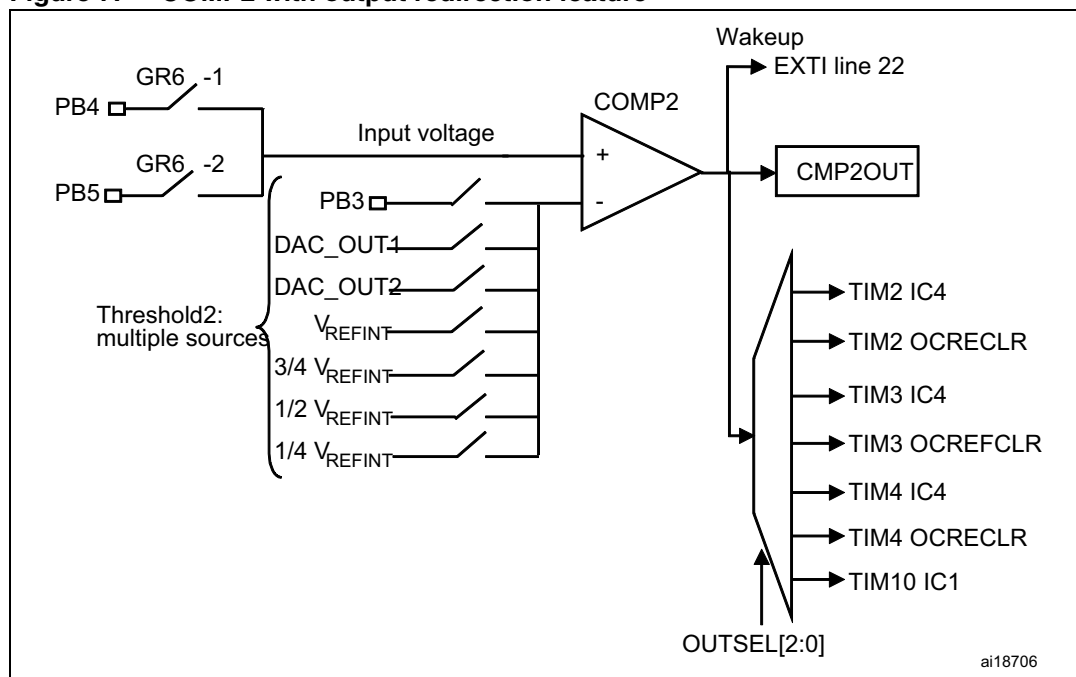 Wakeup
EXTI line 22
GR6 -1
PB4
COMP2
Input voltage
+
CMP2OUT
GR6 -2
PB5
PB3
-
DAC_OUT1
DAC_OUT2
Threshold2:
multiple sources
VREFINT
3/4 VREFINT
1/2 VREFINT
1/4 VREFINT
TIM2 IC4
TIM2 OCRECLR
TIM3 IC4
TIM3 OCREFCLR
TIM4 IC4
TIM4 OCRECLR
TIM10 IC1
OUTSEL[2:0]
ai18706